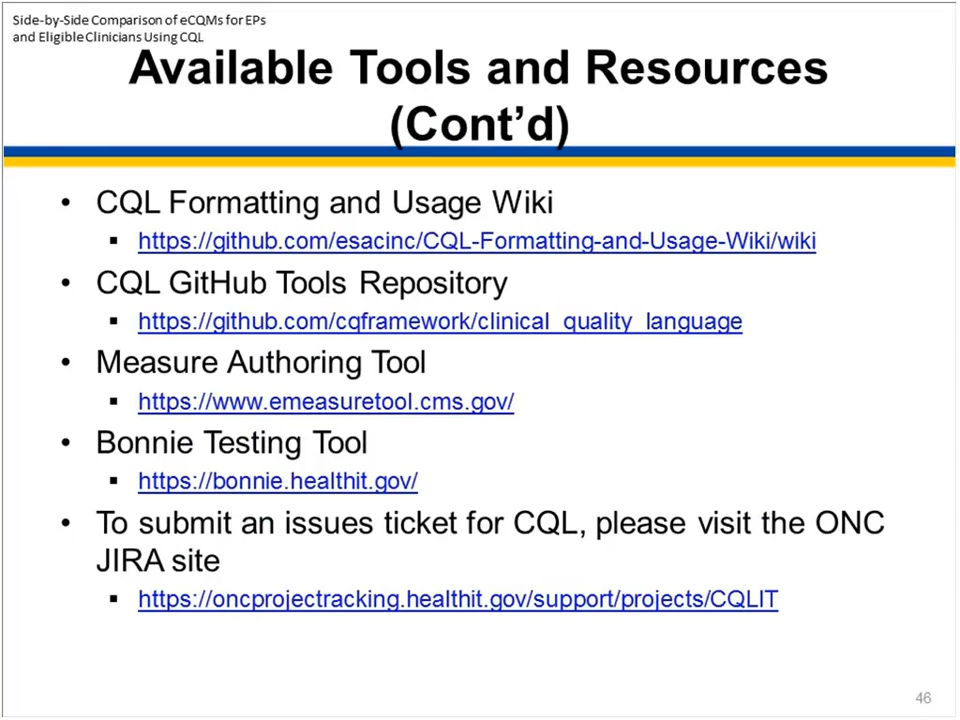 Side-by-Side Comparison of eCQMs for EPs
and Eligible Clinicians Using CQL
Available Tools and Resources
(Cont’d)
• CQL Formatting and Usage Wiki
▪ https://github.com/esacinc/CQL-Formatting-and-Usage-Wiki/wiki
• CQL GitHub Tools Repository
▪ https://github.com/cqframework/clinical_quality_language
• Measure Authoring Tool
▪ https://www.emeasuretool.cms.gov/
• Bonnie Testing Tool
▪ https://bonnie.healthit.gov/
• To submit an issues ticket for CQL, please visit the ONC
JIRA site
▪ https://oncprojectracking.healthit.gov/support/projects/CQLIT
46